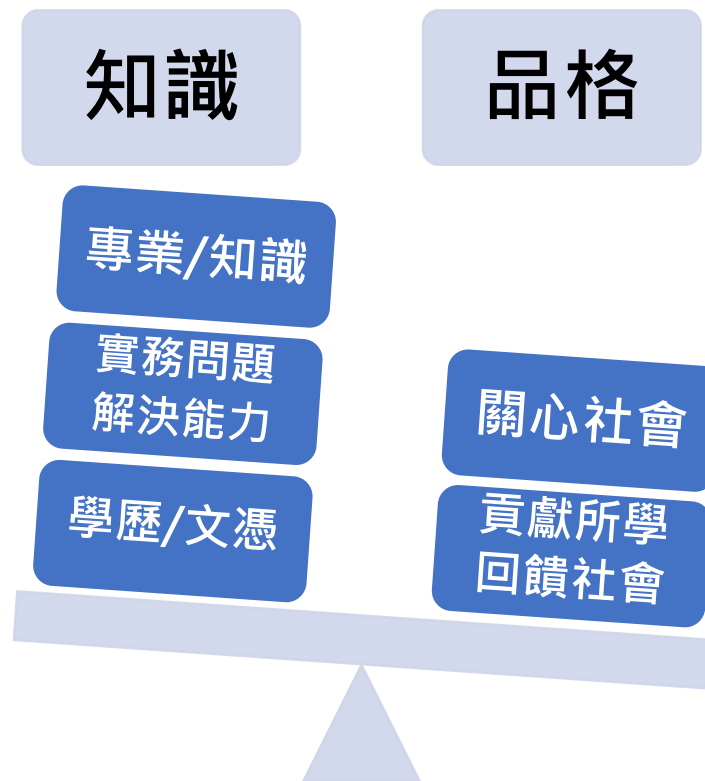 知識
品格
專業/知識
實務問題
解決能力
學歷/文憑
關心社會
貢獻所學
回饋社會